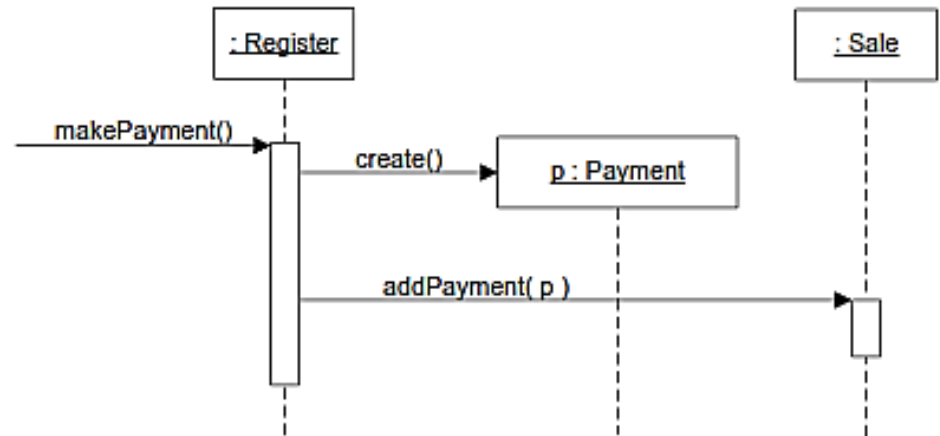 : Register
: Sale
makePayment()
create()
p : Payment
addPayment( p )